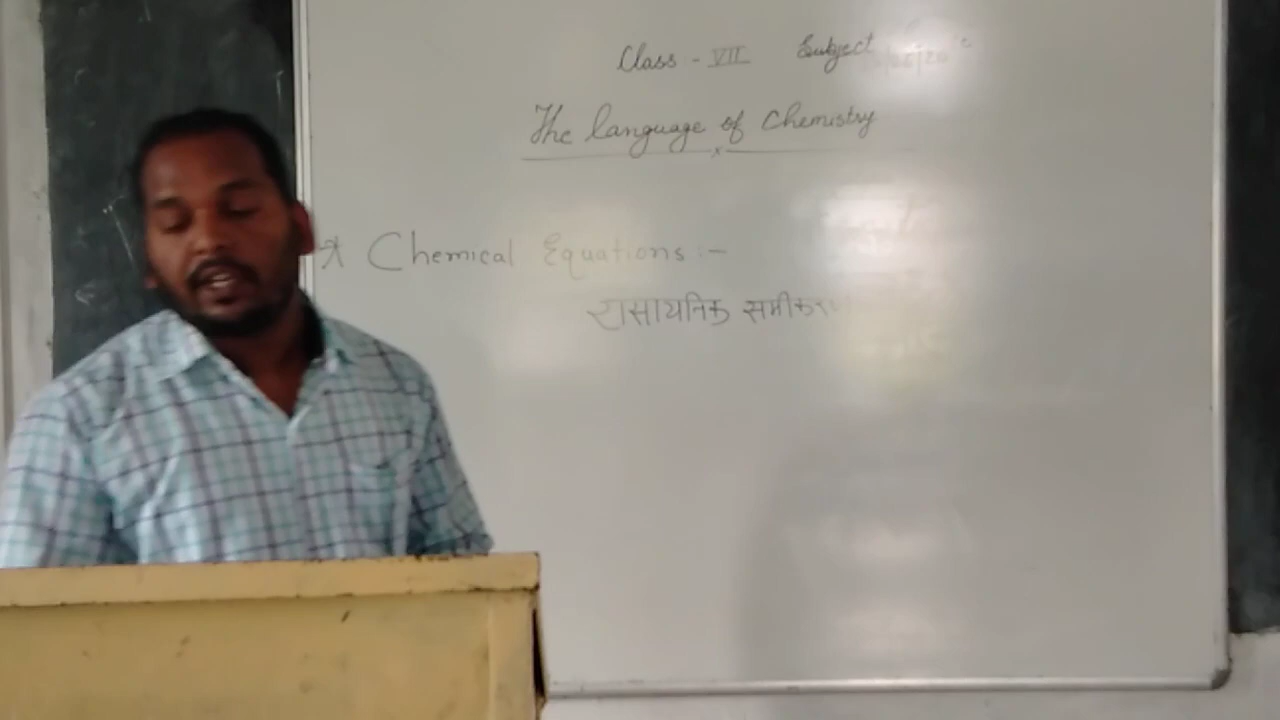 Class - VII Subject
The language of Chemistry
* Chemical Equations :-
रासायनिक